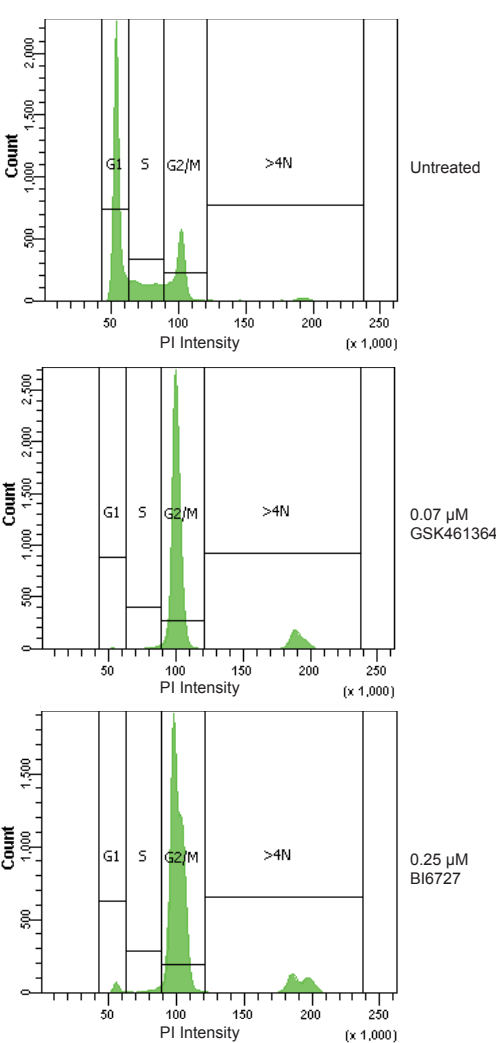 2,000
1,500
1,000
500
0
Count
G1 S G2/M >4N
Untreated
50 100 150 200 250
PI Intensity
(x 1,000)
2,500
2,000
1,500
1,000
500
0
Count
G1 S G2/M >4N
0.07 µM
GSK461364
50 100 150 200 250
PI Intensity
(x 1,000)
1,500
1,000
500
0
Count
G1 S G2/M >4N
0.25 µM
BI6727
50 100 150 200 250
PI Intensity
(x 1,000)